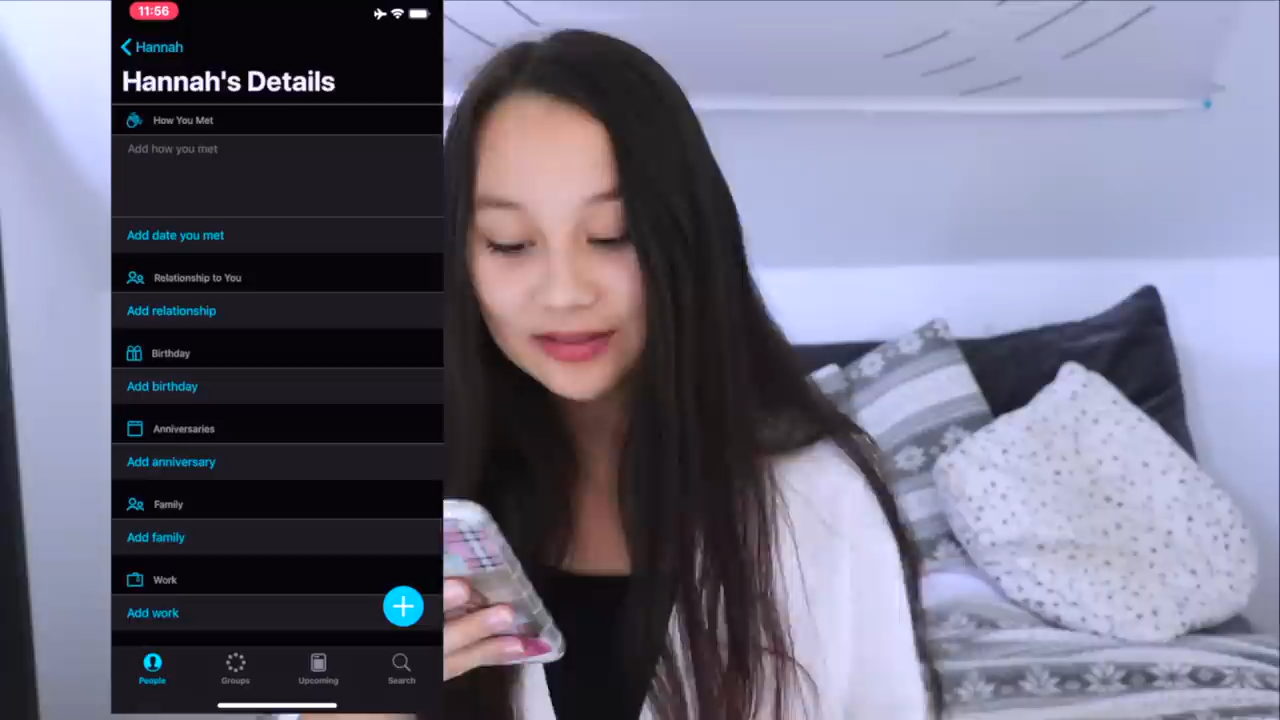 11:56
Hannah
Hannah's Details
How You Met
Add how you met
Add date you met
Relationship to You
Add relationship
Birthday
Add birthday
Anniversaries
Add anniversary
Family
Add family
Work
Add work
People
Groups
Upcoming
Search